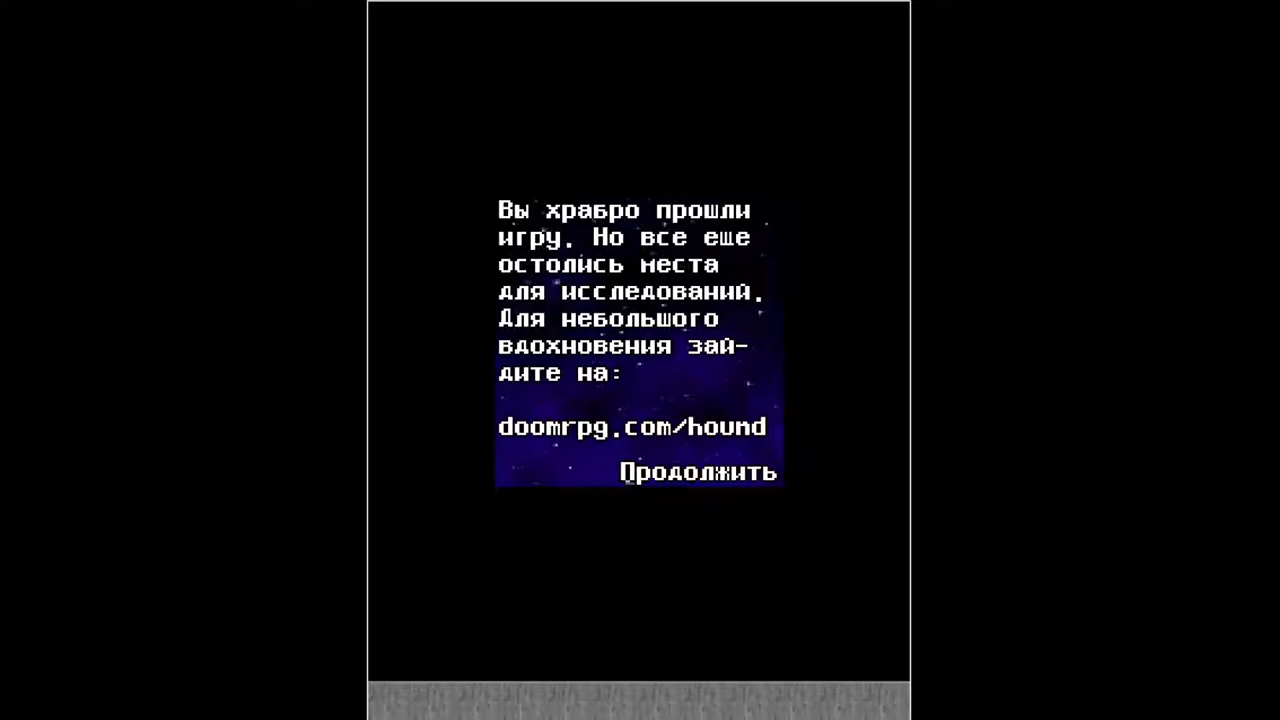 Вы храбро прошли
игру. Но все еще
остолись места
для исследований.
Для небольшого
вдохновения зай-
дите на:
doomrpg.com/hound
Продолжить